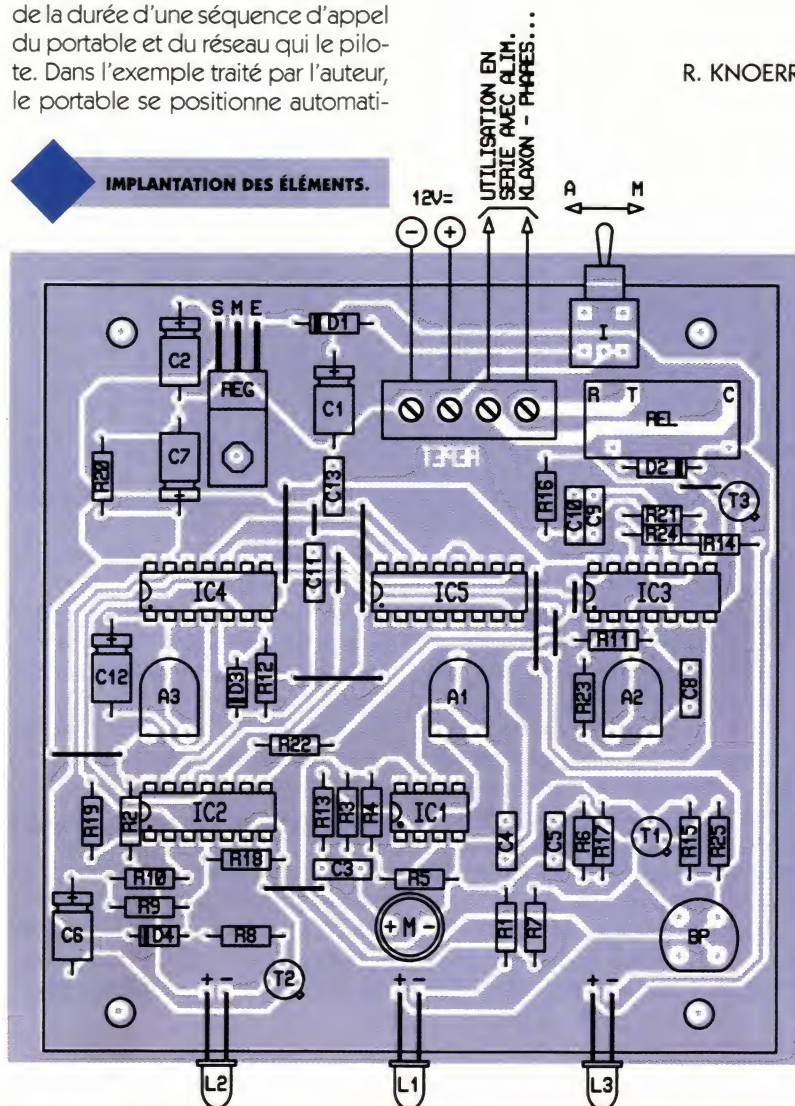 de la durée d'une séquence d'appel
du portable et du réseau qui le pilo-
te. Dans l'exemple traité par l'auteur,
le portable se positionne automati-
R. KNOERR
IMPLANTATION DES ÉLÉMENTS.
12V=
- +
UTILISATION EN
SERIE AVEC ALIM.
KLAXON - PHARES...
A M
S M E
D1
I
C2
REG
C1
R T C
REL
C7
R20
C13
R16
D2
C10
C9
R21
R24
T3
R14
IC4
C11
IC5
IC3
R11
C12
A3
D3
R12
A1
R23
A2
C8
R22
R19
R2
IC2
R13
R3
R4
IC1
C4
C5
R6
R17
T1
R15
R25
R18
C3
R5
R10
R9
C6
D4
R8
+ M -
R1
R7
BP
T2
+ -
+ -
+ -
L2
L1
L3